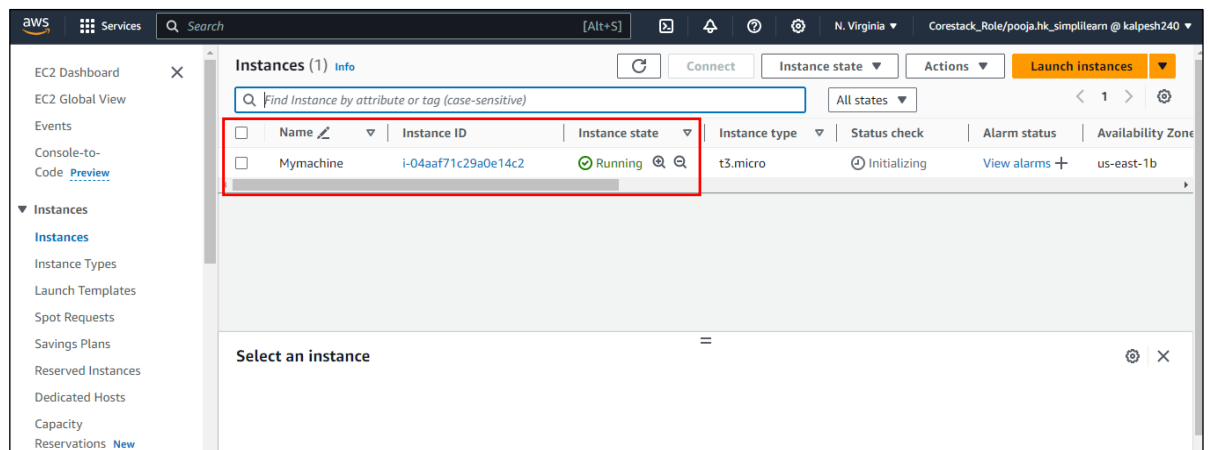 aws Services Search [Alt+S] N. Virginia Corestack_Role/pooja.hk_simplilearn @ kalpesh240
EC2 Dashboard
EC2 Global View
Events
Console-to-
Code Preview
Instances
Instances
Instance Types
Launch Templates
Spot Requests
Savings Plans
Reserved Instances
Dedicated Hosts
Capacity
Reservations New
Instances (1) Info Connect Instance state Actions Launch instances
Find Instance by attribute or tag (case-sensitive) All states 1
Name Instance ID Instance state Instance type Status check Alarm status Availability Zone
Mymachine i-04aaf71c29a0e14c2 Running t3.micro Initializing View alarms + us-east-1b
Select an instance